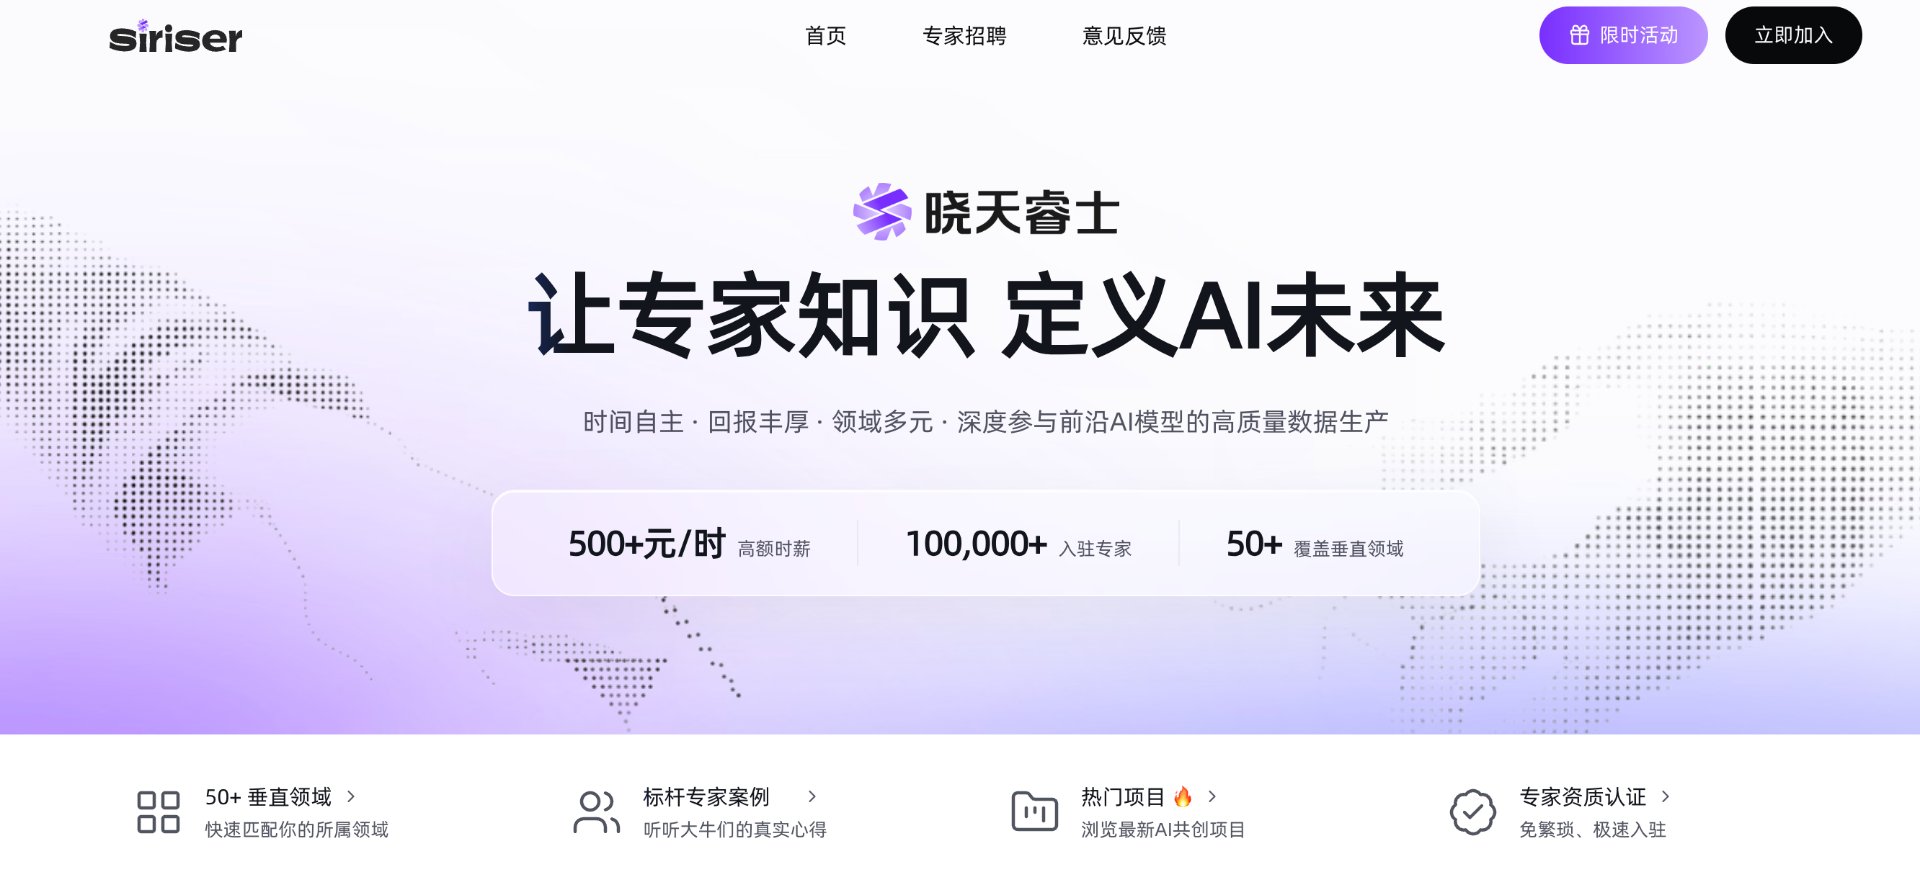 siriser
首页 专家招聘 意见反馈
限时活动 立即加入
晓天睿士
让专家知识 定义AI未来
时间自主 · 回报丰厚 · 领域多元 · 深度参与前沿AI模型的高质量数据生产
500+元/时 高额时薪 100,000+ 入驻专家 50+ 覆盖垂直领域
50+ 垂直领域
快速匹配你的所属领域
标杆专家案例
听听大牛们的真实心得
热门项目 🔥
浏览最新AI共创项目
专家资质认证
免繁琐、极速入驻